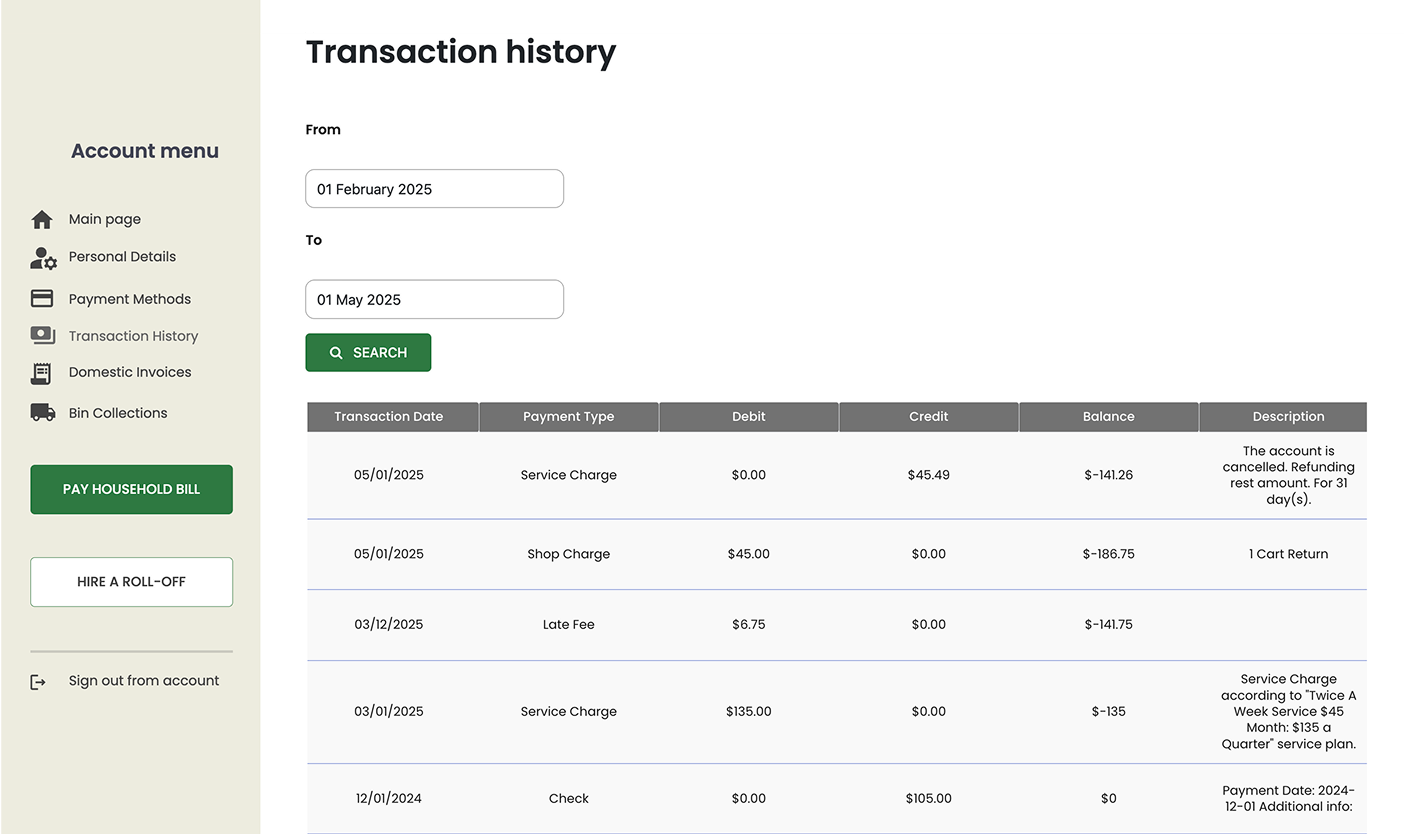 Account menu
Main page
Personal Details
Payment Methods
Transaction History
Domestic Invoices
Bin Collections
PAY HOUSEHOLD BILL
HIRE A ROLL-OFF
Sign out from account
Transaction history
From
01 February 2025
To
01 May 2025
SEARCH
Transaction Date Payment Type Debit Credit Balance Description
05/01/2025 Service Charge $0.00 $45.49 $-141.26 The account is
cancelled. Refunding
rest amount. For 31
day(s).
05/01/2025 Shop Charge $45.00 $0.00 $-186.75 1 Cart Return
03/12/2025 Late Fee $6.75 $0.00 $-141.75
03/01/2025 Service Charge $135.00 $0.00 $-135 Service Charge
according to "Twice A
Week Service $45
Month: $135 a
Quarter" service plan.
12/01/2024 Check $0.00 $105.00 $0 Payment Date: 2024-
12-01 Additional info: